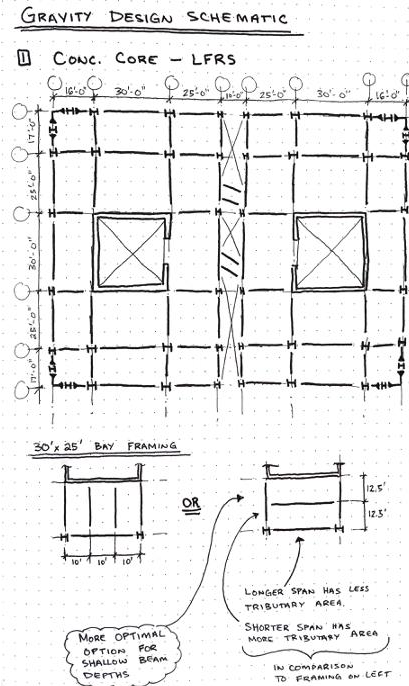 GRAVITY DESIGN SCHEMATIC
1 CONC. CORE - LFRS
16'-0" 30'-0" 25'-0" 10'-0" 25'-0" 30'-0" 16'-0"
17'-0"
25'-0"
30'-0"
25'-0"
17'-0"
30' x 25' BAY FRAMING
OR
12.5'
12.5'
10' 10' 10'
LONGER SPAN HAS LESS
TRIBUTARY AREA.
SHORTER SPAN HAS
MORE TRIBUTARY AREA
MORE OPTIMAL
OPTION FOR
SHALLOW BEAM
DEPTHS
IN COMPARISON
TO FRAMING ON LEFT